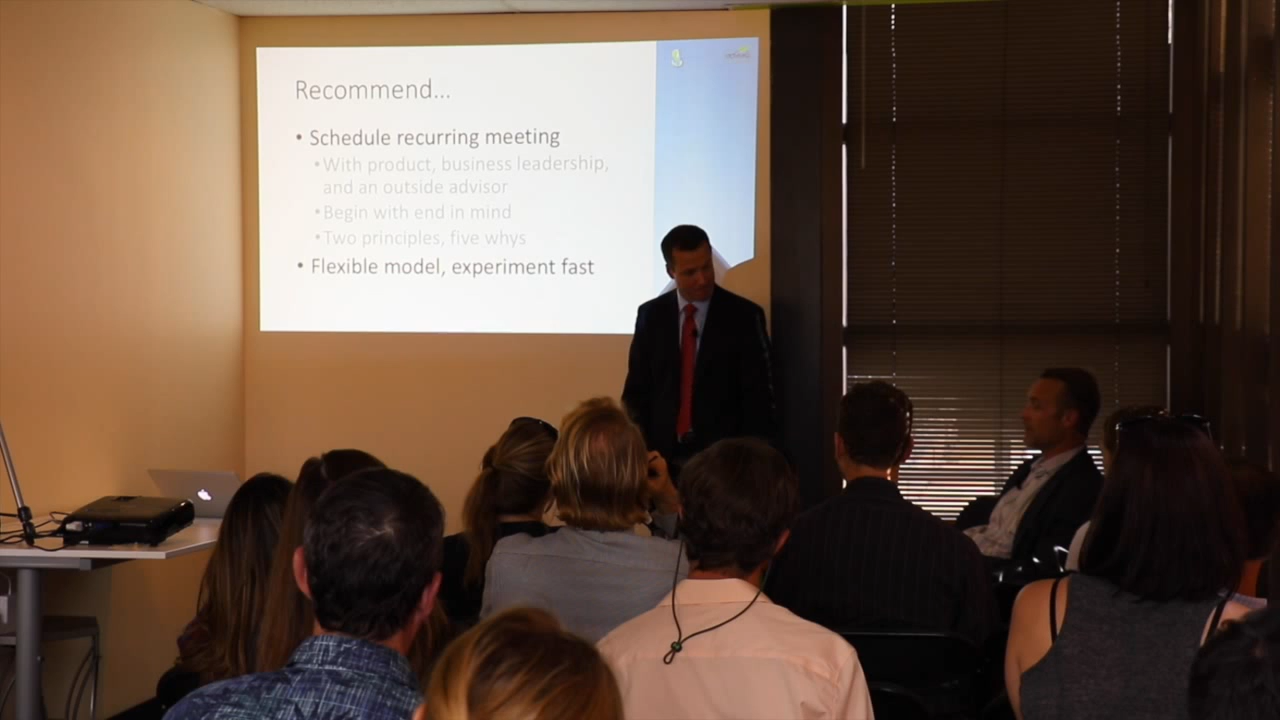 Recommend...
• Schedule recurring meeting
• With product, business leadership,
and an outside advisor
• Begin with end in mind
• Two principles, five whys
• Flexible model, experiment fast